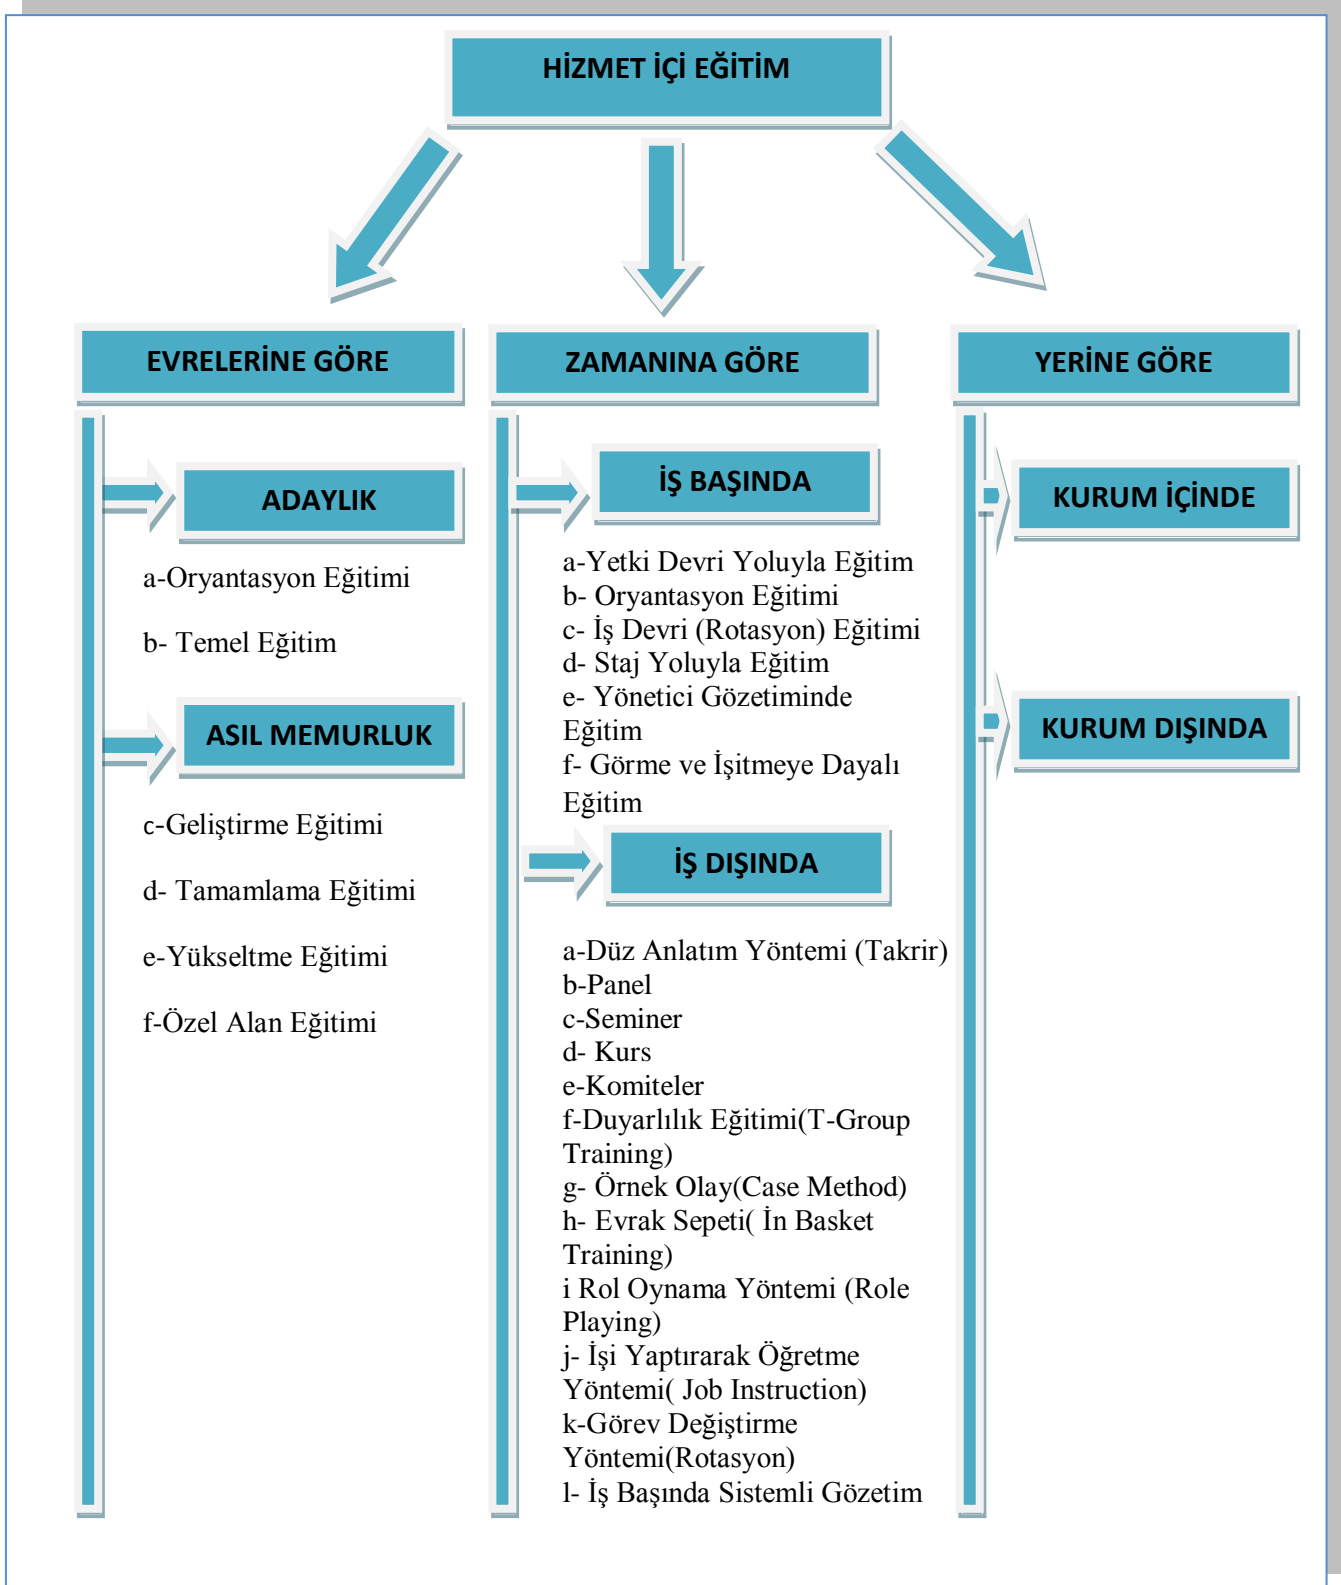 HİZMET İÇİ EĞİTİM
EVRELERİNE GÖRE
ADAYLIK
a-Oryantasyon Eğitimi
b- Temel Eğitim
ASIL MEMURLUK
c-Geliştirme Eğitimi
d- Tamamlama Eğitimi
e-Yükseltme Eğitimi
f-Özel Alan Eğitimi
ZAMANINA GÖRE
İŞ BAŞINDA
a-Yetki Devri Yoluyla Eğitim
b- Oryantasyon Eğitimi
c- İş Devri (Rotasyon) Eğitimi
d- Staj Yoluyla Eğitim
e- Yönetici Gözetiminde
Eğitim
f- Görme ve İşitmeye Dayalı
Eğitim
İŞ DIŞINDA
a-Düz Anlatım Yöntemi (Takrir)
b-Panel
c-Seminer
d- Kurs
e-Komiteler
f-Duyarlılık Eğitimi(T-Group
Training)
g- Örnek Olay(Case Method)
h- Evrak Sepeti( İn Basket
Training)
i Rol Oynama Yöntemi (Role
Playing)
j- İşi Yaptırarak Öğretme
Yöntemi( Job Instruction)
k-Görev Değiştirme
Yöntemi(Rotasyon)
l- İş Başında Sistemli Gözetim
YERİNE GÖRE
KURUM İÇİNDE
KURUM DIŞINDA